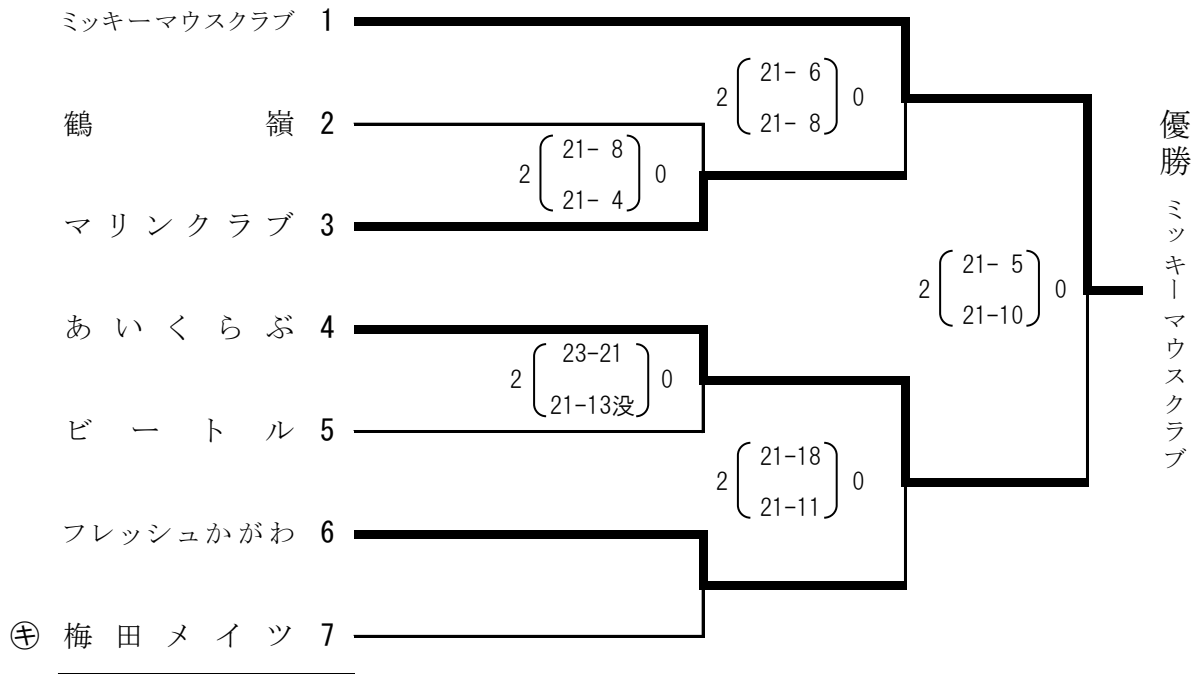 ミッキーマウスクラブ 1
鶴嶺 2
マリンクラブ 3
あいくらぶ 4
ビートル 5
フレッシュかがわ 6
㋖ 梅田メイツ 7
2 21- 8 0
21- 4
2 23-21 0
21-13没
2 21- 6 0
21- 8
2 21-18 0
21-11
2 21- 5 0
21-10
優勝 ミッキーマウスクラブ